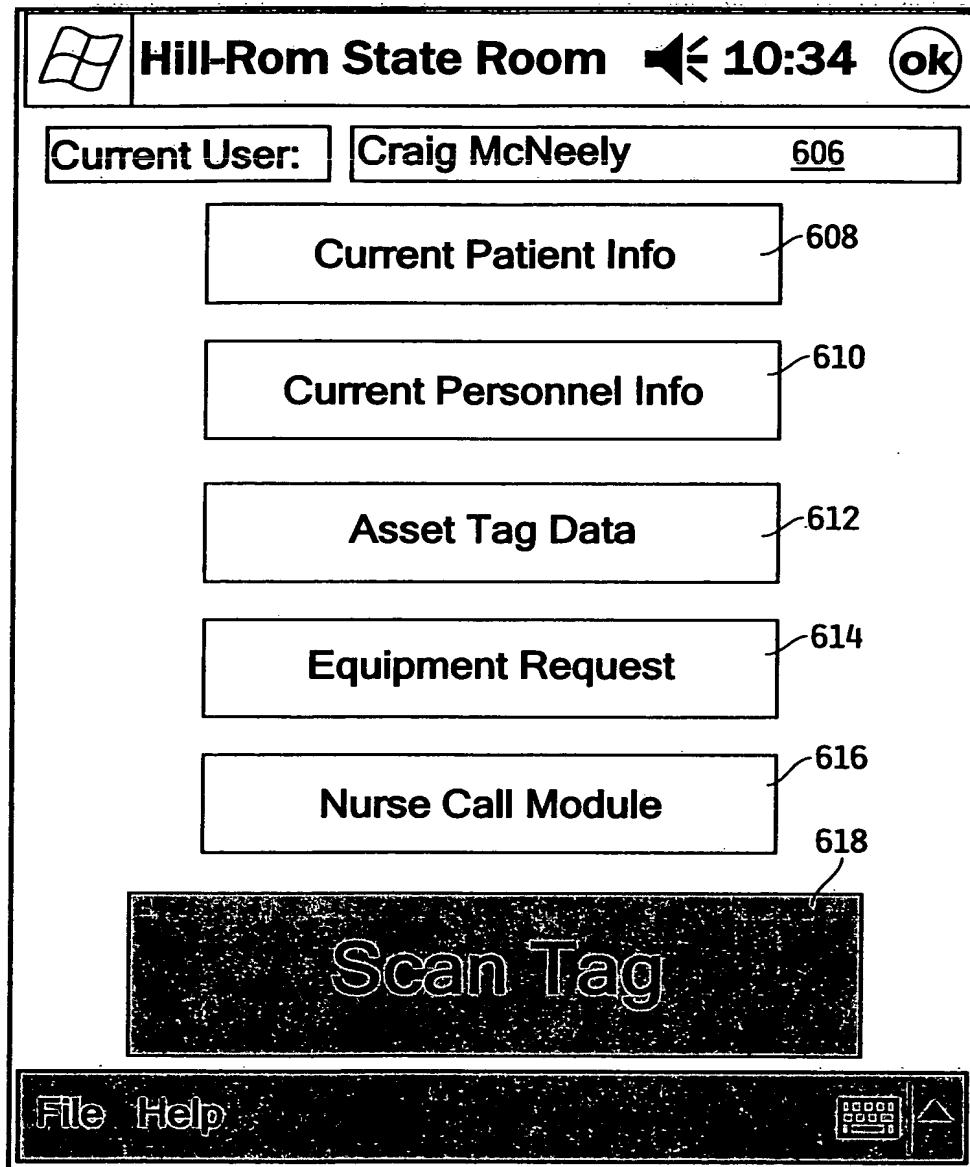 Hill-Rom State Room 10:34 ok
Current User: Craig McNeely 606
Current Patient Info 608
Current Personnel Info 610
Asset Tag Data 612
Equipment Request 614
Nurse Call Module 616
618
Scan Tag
File Help